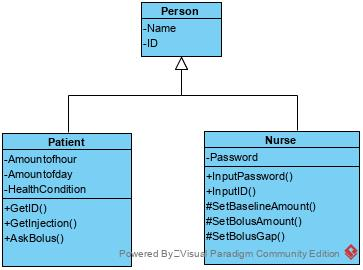 Person
-Name
-ID
Patient
-Amountofhour
-Amountofday
-HealthCondition
+GetID()
+GetInjection()
+AskBolus()
Nurse
-Password
+InputPassword()
+InputID()
#SetBaselineAmount()
#SetBolusAmount()
#SetBolusGap()
Powered By Visual Paradigm Community Edition